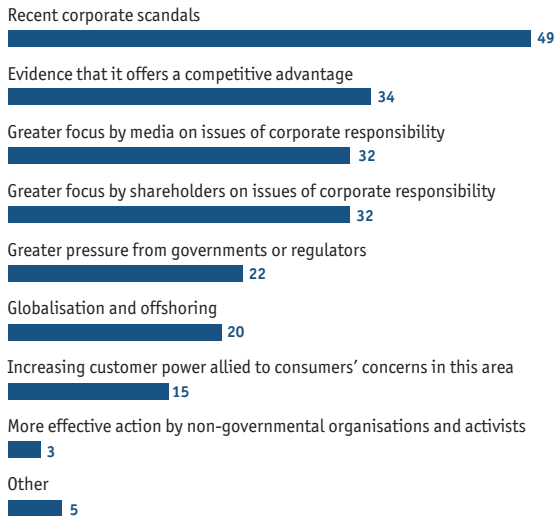 Recent corporate scandals
49
Evidence that it offers a competitive advantage
34
Greater focus by media on issues of corporate responsibility
32
Greater focus by shareholders on issues of corporate responsibility
32
Greater pressure from governments or regulators
22
Globalisation and offshoring
20
Increasing customer power allied to consumers’ concerns in this area
15
More effective action by non-governmental organisations and activists
3
Other
5